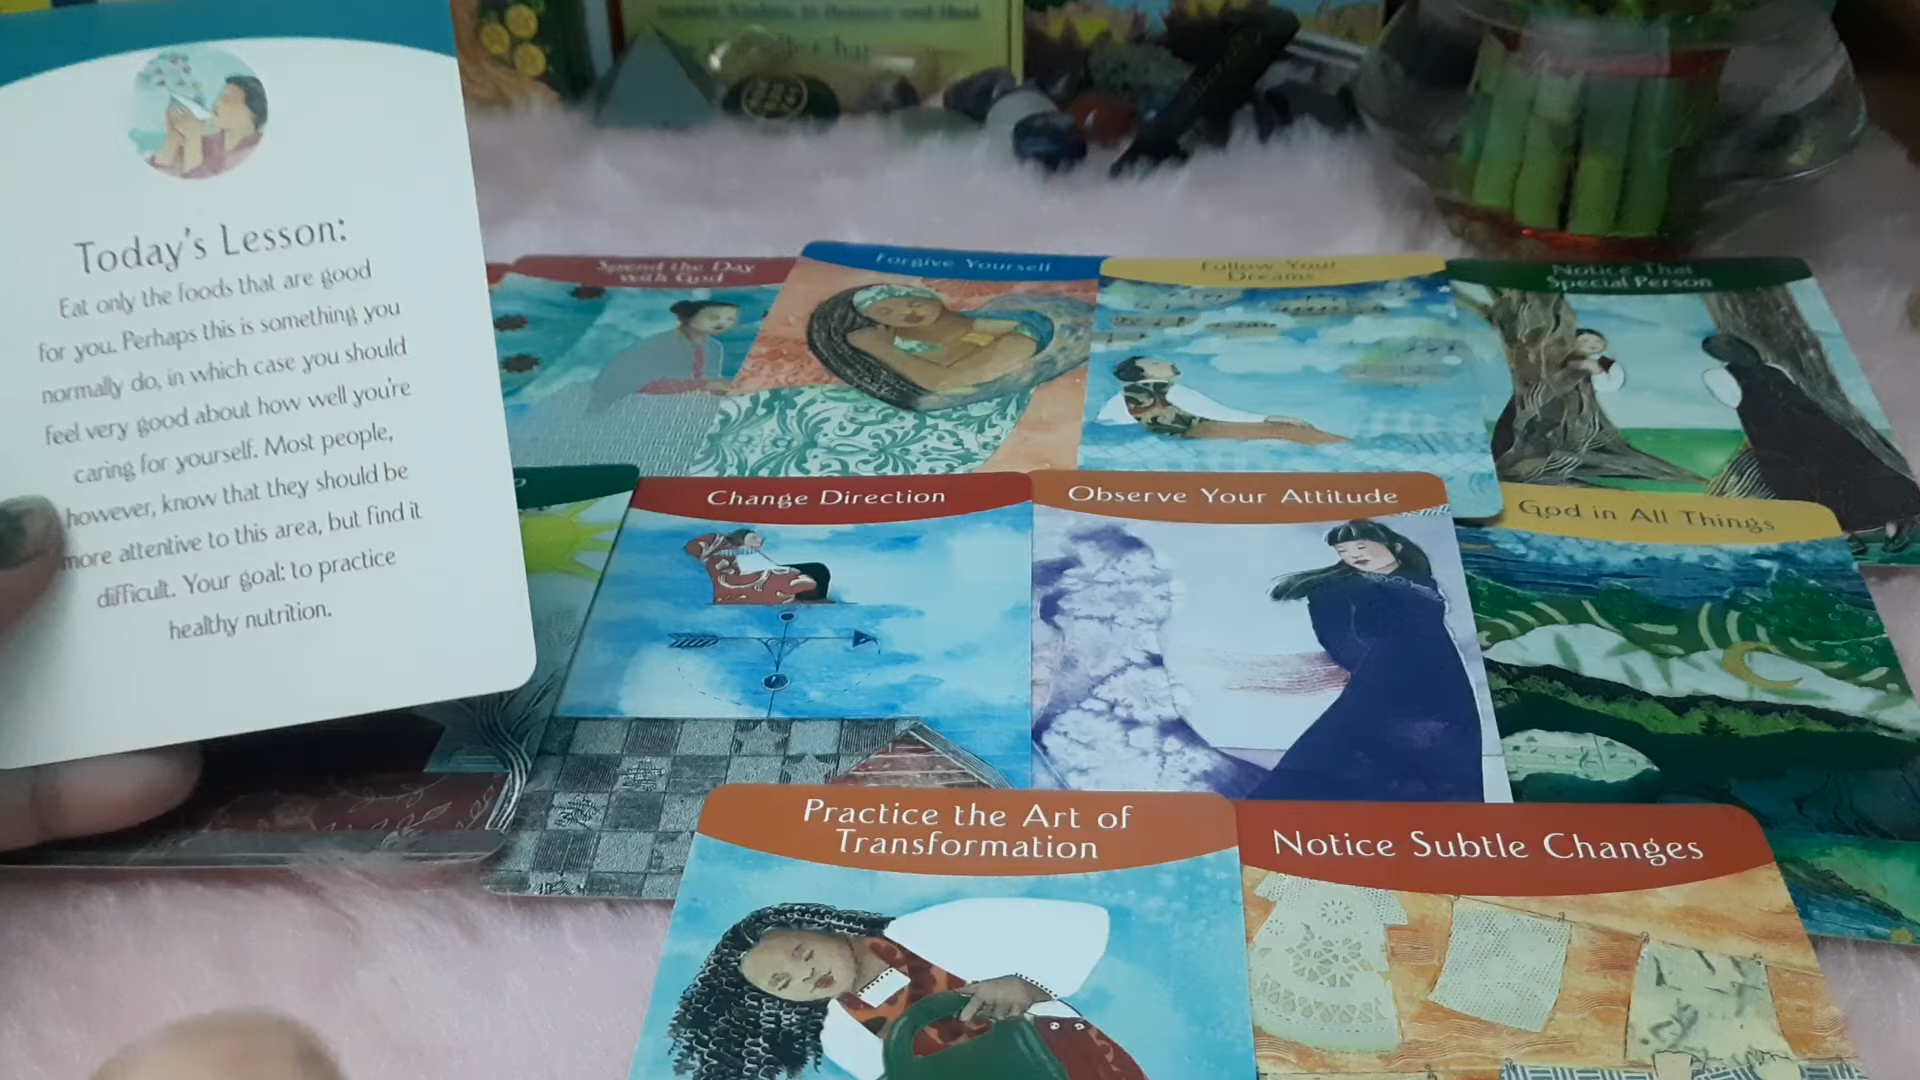 Today's Lesson:
Eat only the foods that are good
for you. Perhaps this is something you
normally do, in which case you should
feel very good about how well you're
caring for yourself. Most people,
however, know that they should be
more attentive to this area, but find it
difficult. Your goal: to practice
healthy nutrition.
Spend the Day
with God
Forgive Yourself
Follow Your
Dreams
Notice That
Special Person
Change Direction
Observe Your Attitude
God in All Things
Practice the Art of
Transformation
Notice Subtle Changes